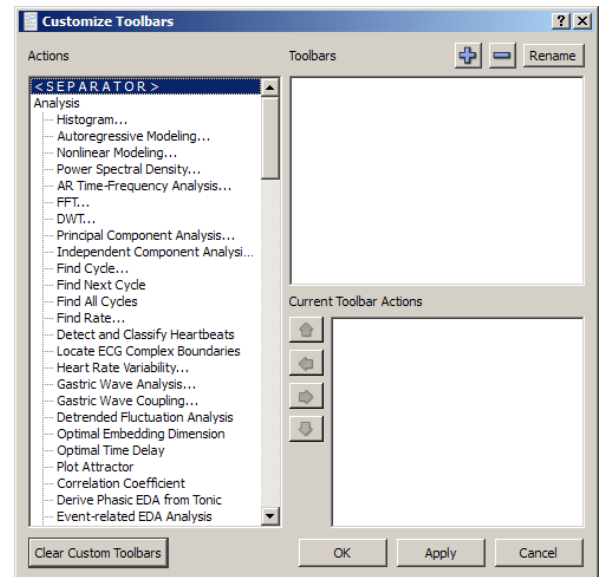 Customize Toolbars
Actions
Toolbars
Rename
<SEPARATOR>
Analysis
Histogram...
Autoregressive Modeling...
Nonlinear Modeling...
Power Spectral Density...
AR Time-Frequency Analysis...
FFT...
DWT...
Principal Component Analysis...
Independent Component Analysi...
Find Cycle...
Find Next Cycle
Find All Cycles
Find Rate...
Detect and Classify Heartbeats
Locate ECG Complex Boundaries
Heart Rate Variability...
Gastric Wave Analysis...
Gastric Wave Coupling...
Detrended Fluctuation Analysis
Optimal Embedding Dimension
Optimal Time Delay
Plot Attractor
Correlation Coefficient
Derive Phasic EDA from Tonic
Event-related EDA Analysis
Current Toolbar Actions
Clear Custom Toolbars
OK
Apply
Cancel